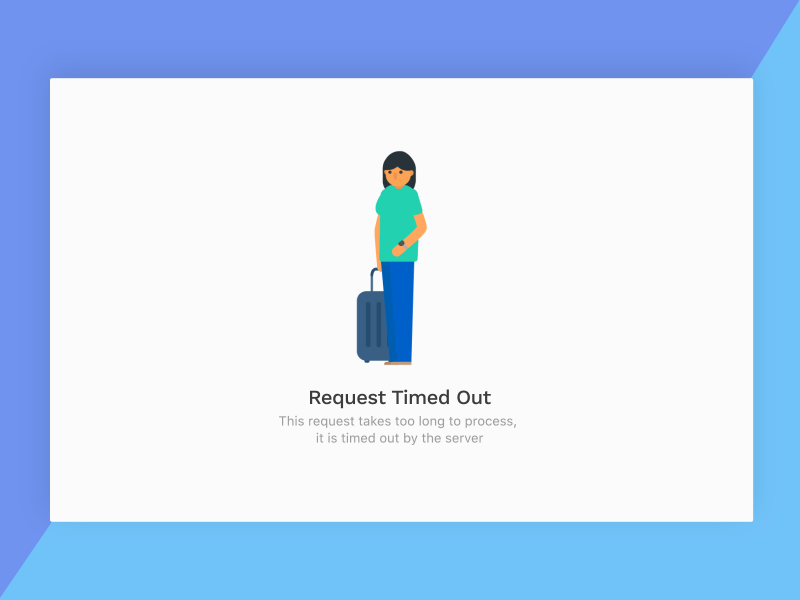 Request Timed Out
This request takes too long to process,
it is timed out by the server